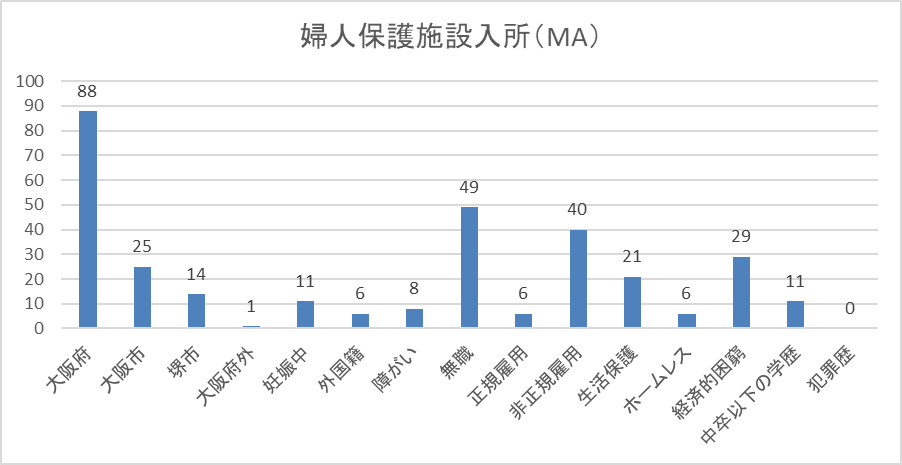 婦人保護施設入所（MA）
100
90
80
70
60
50
40
30
20
10
0
88
25
14
1
11
6
8
49
6
40
21
6
29
11
0
大阪府
大阪市
堺市
大阪府外
妊娠中
外国籍
障がい
無職
正規雇用
非正規雇用
生活保護
ホームレス
経済的困窮
中卒以下の学歴
犯罪歴